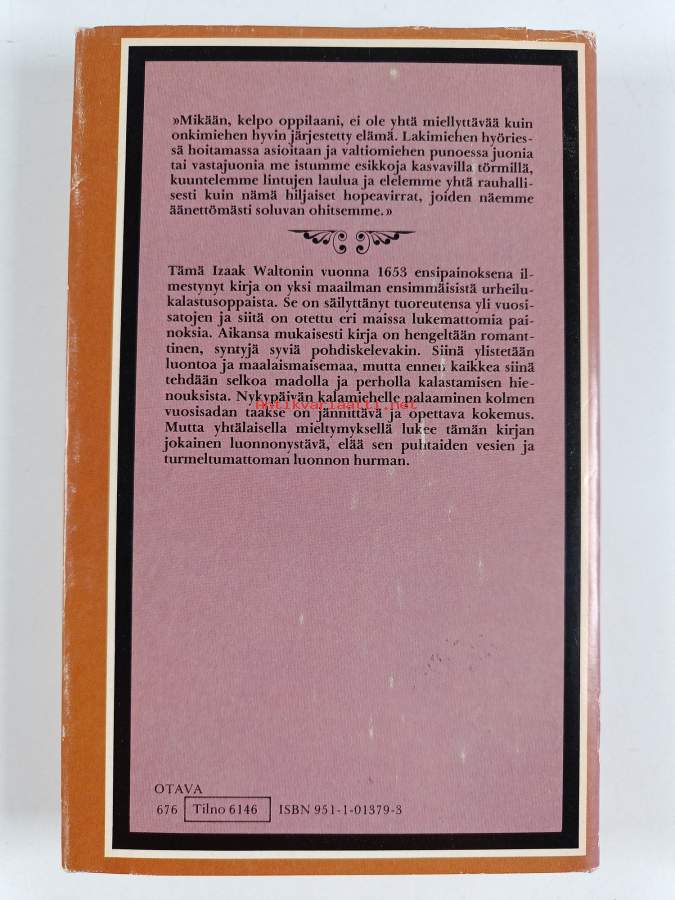 »Mikään, kelpo oppilaani, ei ole yhtä miellyttävää kuin
onkimiehen hyvin järjestetty elämä. Lakimiehen hyöries-
sä hoitamassa asioitaan ja valtiomiehen punoessa juonia
tai vastajuonia me istumme esikkoja kasvavilla törmillä,
kuuntelemme lintujen laulua ja elelemme yhtä rauhalli-
sesti kuin nämä hiljaiset hopeavirrat, joiden näemme
äänettömästi soluvan ohitsemme.»
Tämä Izaak Waltonin vuonna 1653 ensipainoksena il-
mestynyt kirja on yksi maailman ensimmäisistä urheilu-
kalastusoppaista. Se on säilyttänyt tuoreutensa yli vuosi-
satojen ja siitä on otettu eri maissa lukemattomia pai-
noksia. Aikansa mukaisesti kirja on hengeltään romant-
tinen, syntyjä syviä pohdiskelevakin. Siinä ylistetään
luontoa ja maalaismaisemaa, mutta ennen kaikkea siinä
tehdään selkoa madolla ja perholla kalastamisen hie-
nouksista. Nykypäivän kalamiehelle palaaminen kolmen
antikvariaatti.net
vuosisadan taakse on jännittävä ja opettava kokemus.
Mutta yhtälaisella mieltymyksellä lukee tämän kirjan
jokainen luonnonystävä, elää sen puhtaiden vesien ja
turmeltumattoman luonnon hurman.
OTAVA
676 Tilno 6146 ISBN 951-1-01379-3